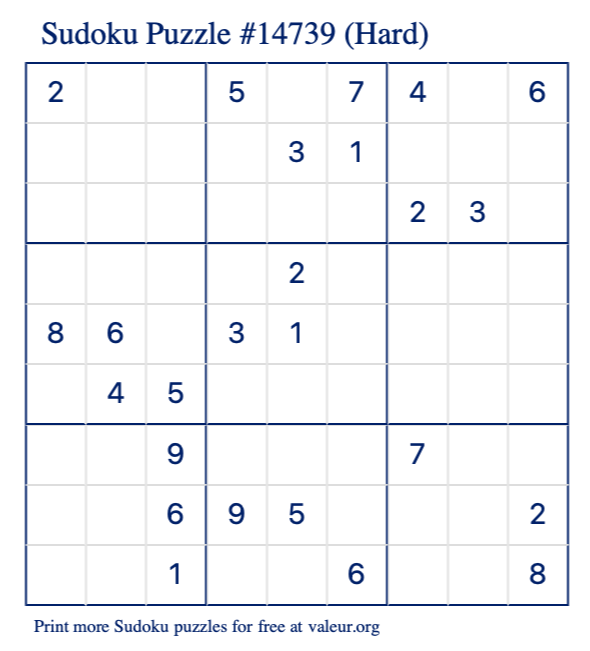 Sudoku Puzzle #14739 (Hard)
2 5 7 4 6
3 1
2 3
2
8 6 3 1
4 5
9 7
6 9 5 2
1 6 8
Print more Sudoku puzzles for free at valeur.org